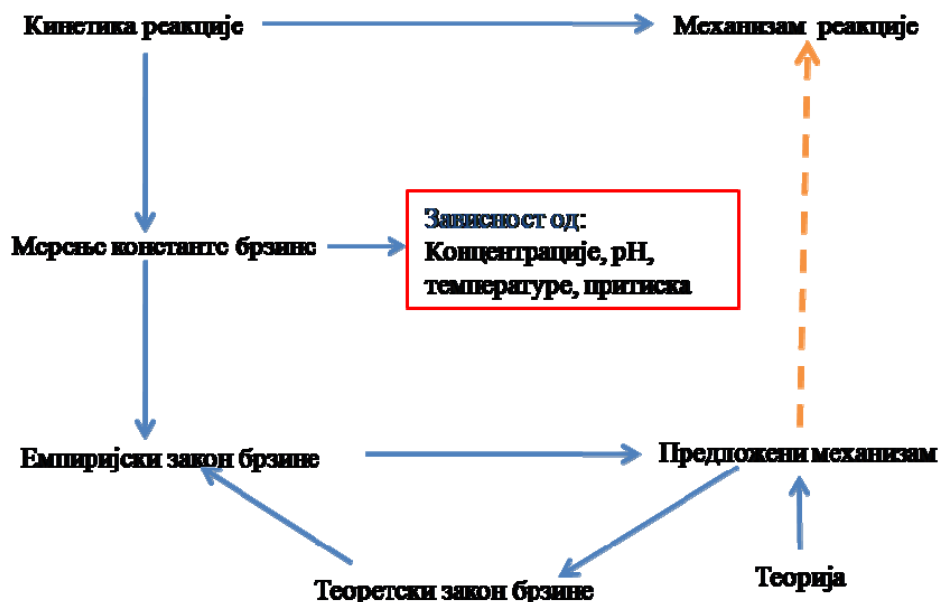 Кинетика реакције
Механизам реакције
Зависност од:
Мерење константе брзине
Концентрације, pH,
температуре, притиска
Емпиријски закон брзине
Предложени механизам
Теоретски закон брзине
Теорија